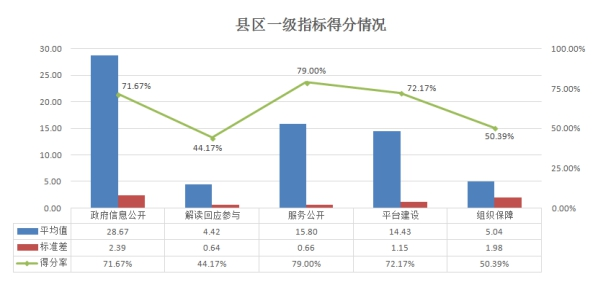 县区一级指标得分情况
30.00 100.00%
25.00
20.00 75.00%
15.00 50.00%
10.00
5.00 25.00%
0.00 0.00%
71.67% 44.17% 79.00% 72.17% 50.39%
政府信息公开 解读回应参与 服务公开 平台建设 组织保障
平均值 28.67 4.42 15.80 14.43 5.04
标准差 2.39 0.64 0.66 1.15 1.98
得分率 71.67% 44.17% 79.00% 72.17% 50.39%